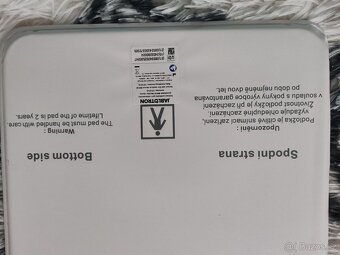 Spodní strana
Upozornění :
Podložka je citlivé snímací zařízení,
vyžaduje ohleduplné zacházení.
Životnost podložky je při zacházení
v souladu s pokyny výrobce garantována
po dobu nejméně dvou let.
Bottom side
Warning :
The pad must be handled with care.
Lifetime of the pad is 2 years.
JABLOTRON